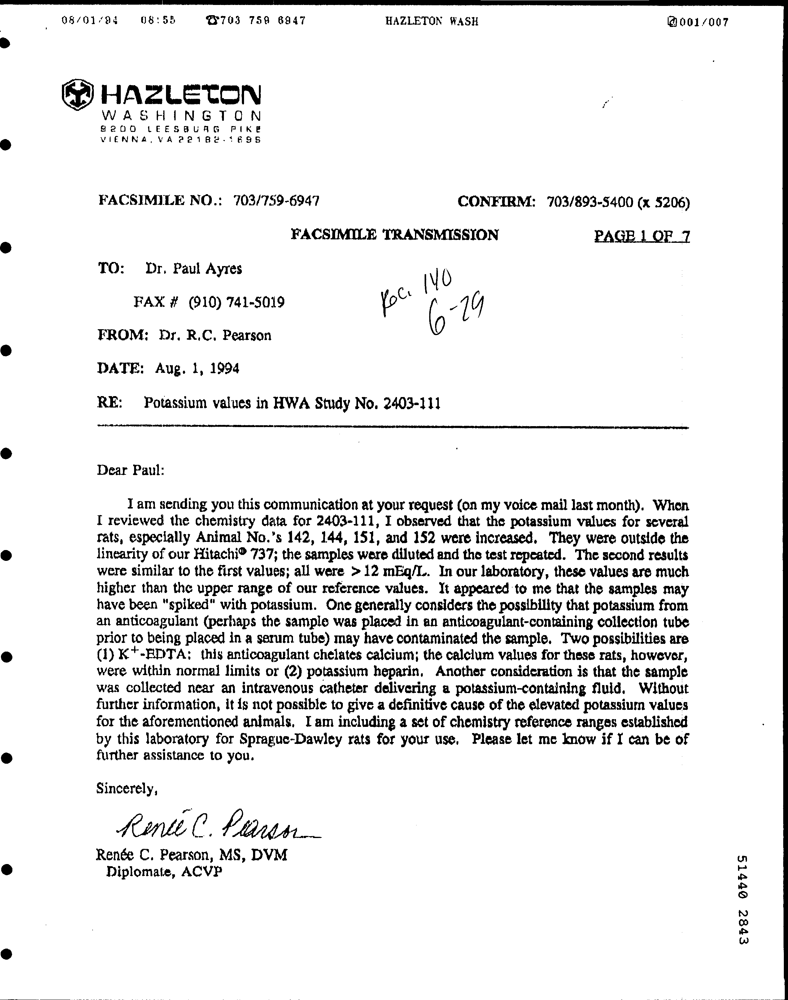 08/01/94 08:55 ☎703 759 6947 HAZLETON WASH 001/007
HAZLETON
WASHINGTON
9200 LEESBURG PIKE
VIENNA, VA 22182-1699
FACSIMILE NO.: 703/759-6947 CONFIRM: 703/893-5400 (x 5206)
FACSIMILE TRANSMISSION PAGE 1 OF 7
TO: Dr. Paul Ayres
FAX # (910) 741-5019
140
6-29
FROM: Dr. R.C. Pearson
DATE: Aug. 1, 1994
RE: Potassium values in HWA Study No. 2403-111
Dear Paul:
I am sending you this communication at your request (on my voice mail last month). When
I reviewed the chemistry data for 2403-111, I observed that the potassium values for several
rats, especially Animal No.'s 142, 144, 151, and 152 were increased. They were outside the
linearity of our Hitachi® 737; the samples were diluted and the test repeated. The second results
were similar to the first values; all were > 12 mEq/L. In our laboratory, these values are much
higher than the upper range of our reference values. It appeared to me that the samples may
have been "spiked" with potassium. One generally considers the possibility that potassium from
an anticoagulant (perhaps the sample was placed in an anticoagulant-containing collection tube
prior to being placed in a serum tube) may have contaminated the sample. Two possibilities are
(1) K+-EDTA; this anticoagulant chelates calcium; the calcium values for these rats, however,
were within normal limits or (2) potassium heparin. Another consideration is that the sample
was collected near an intravenous catheter delivering a potassium-containing fluid. Without
further information, it is not possible to give a definitive cause of the elevated potassium values
for the aforementioned animals. I am including a set of chemistry reference ranges established
by this laboratory for Sprague-Dawley rats for your use. Please let me know if I can be of
further assistance to you.
Sincerely,
Renée C. Pearson
Renée C. Pearson, MS, DVM
Diplomate, ACVP
51440 2843